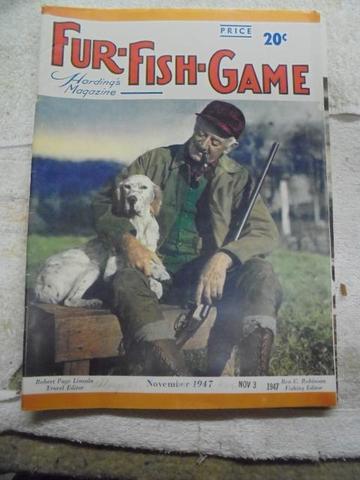 PRICE
20¢
FUR-FISH-GAME
Harding's
Magazine
Robert Page Lincoln
Travel Editor
November 1947
NOV 3 1947
Ben C. Robinson
Fishing Editor